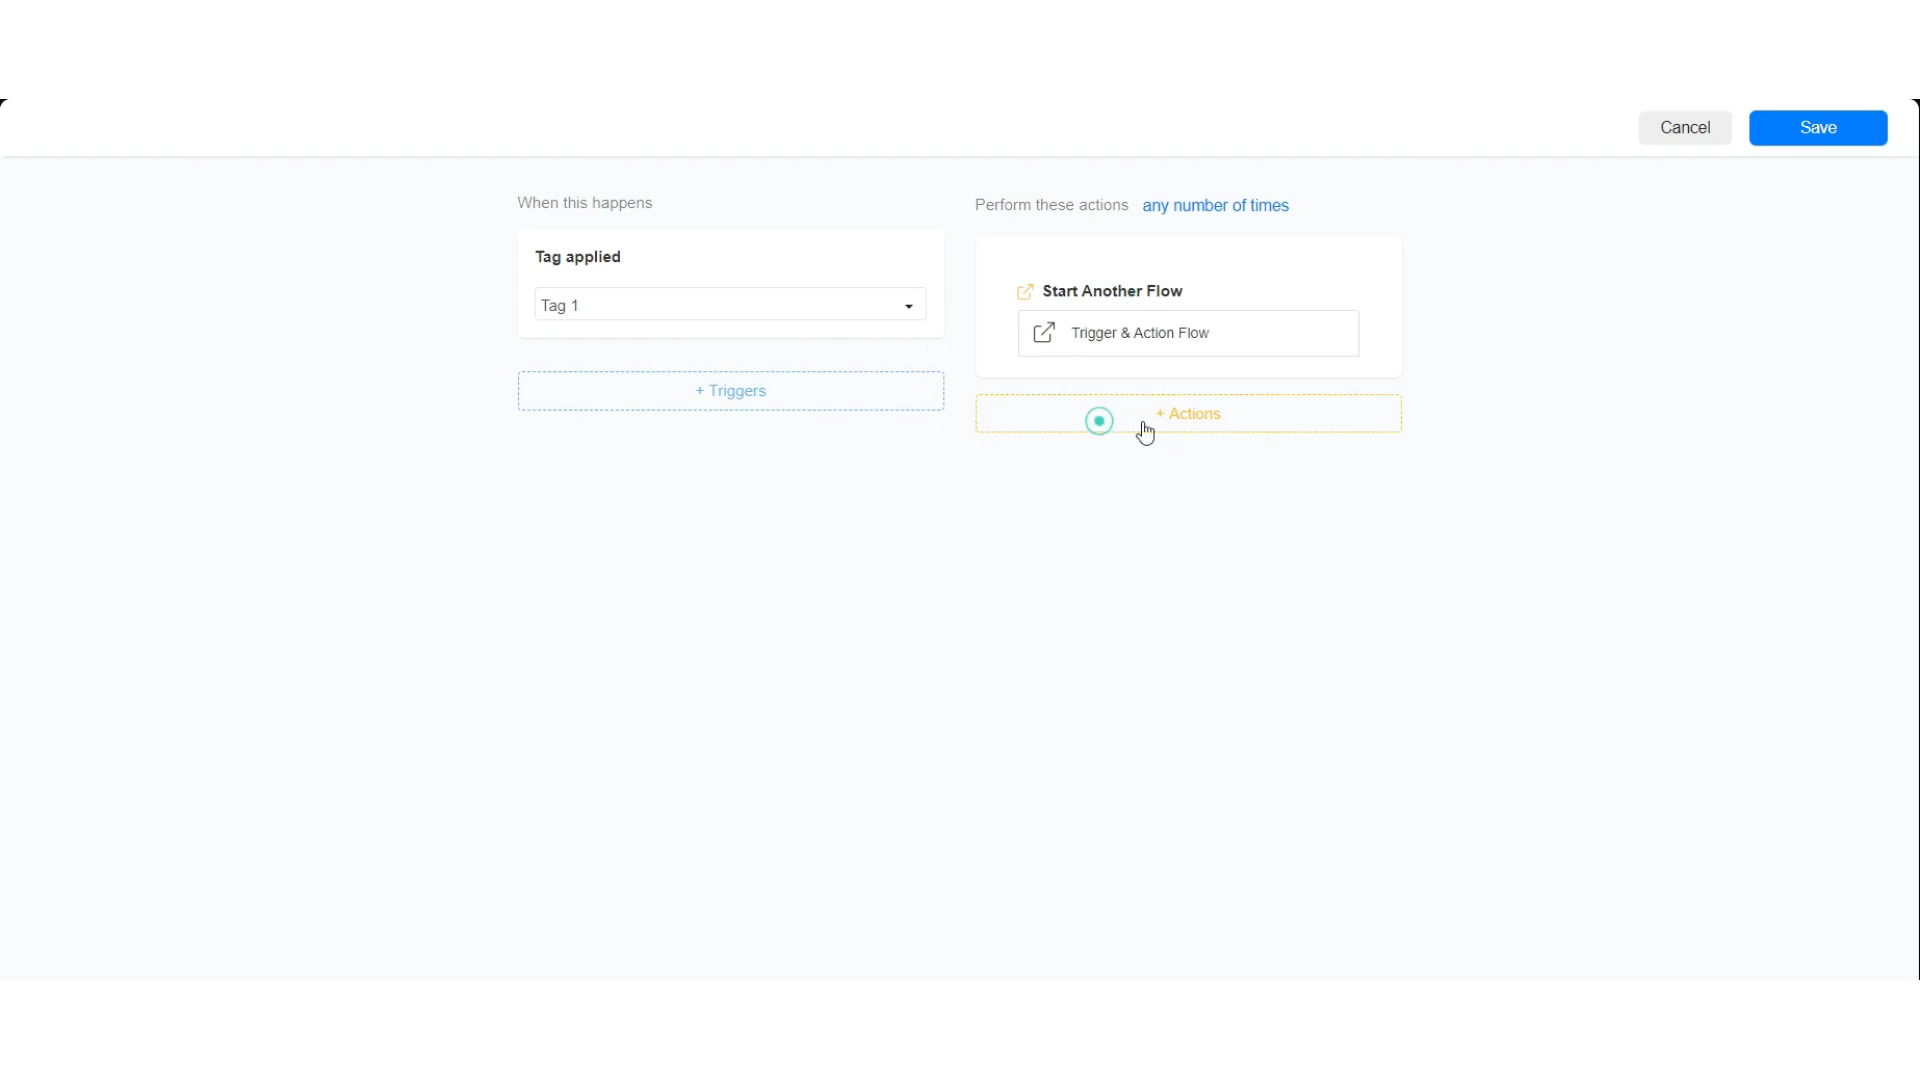 Cancel
Save
When this happens
Perform these actions any number of times
Tag applied
Tag 1
+ Triggers
Start Another Flow
Trigger & Action Flow
+ Actions